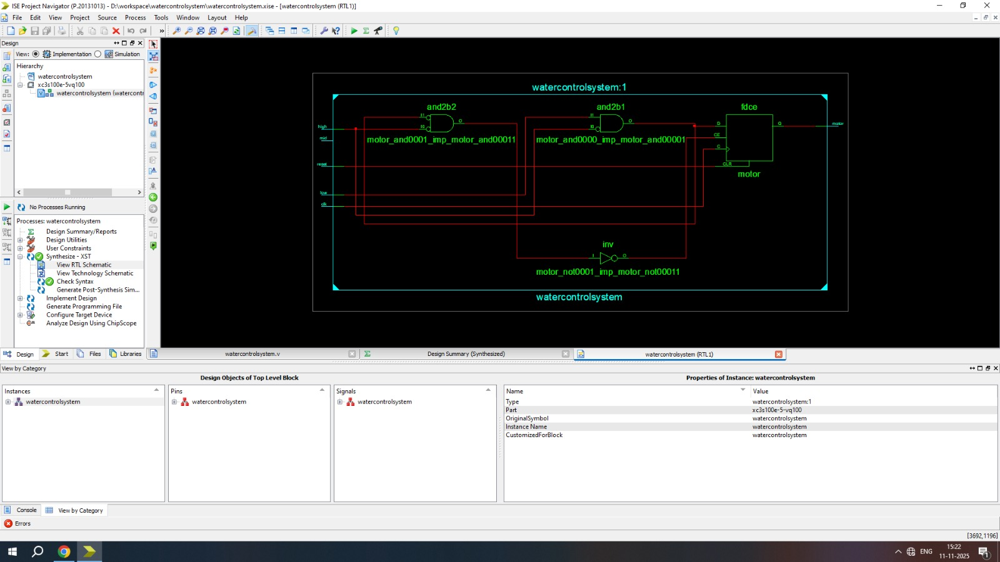 ISE Project Navigator (P.20131013) - D:\workspace\watercontrolsystem\watercontrolsystem.xise - [watercontrolsystem (RTL1)]
File Edit View Project Source Process Tools Window Layout Help
»
Design
View: Implementation Simulation
Hierarchy
watercontrolsystem
xc3s100e-5vq100
watercontrolsystem (watercontr
No Processes Running
Processes: watercontrolsystem
Design Summary/Reports
Design Utilities
User Constraints
Synthesize - XST
View RTL Schematic
View Technology Schematic
Check Syntax
Generate Post-Synthesis Sim...
Implement Design
Generate Programming File
Configure Target Device
Analyze Design Using ChipScope
Design Start Files Libraries
watercontrolsystem:1
and2b2 and2b1 fdce
I1 I0 O
I1 I0 O
D CE C CLR Q
high
mid
reset
low
clk
motor
motor_and0001_imp_motor_and00011
motor_and0000_imp_motor_and00001
motor
inv
I O
motor_not0001_imp_motor_not00011
watercontrolsystem
watercontrolsystem.v Design Summary (Synthesized) watercontrolsystem (RTL1)
View by Category
Design Objects of Top Level Block
Properties of Instance: watercontrolsystem
Instances Pins Signals
watercontrolsystem watercontrolsystem watercontrolsystem
Name Value
Type watercontrolsystem:1
Part xc3s100e-5-vq100
OriginalSymbol watercontrolsystem
Instance Name watercontrolsystem
CustomizedForBlock watercontrolsystem
Console View by Category
Errors
[3692,1196]
ENG
15:22
11-11-2025
1